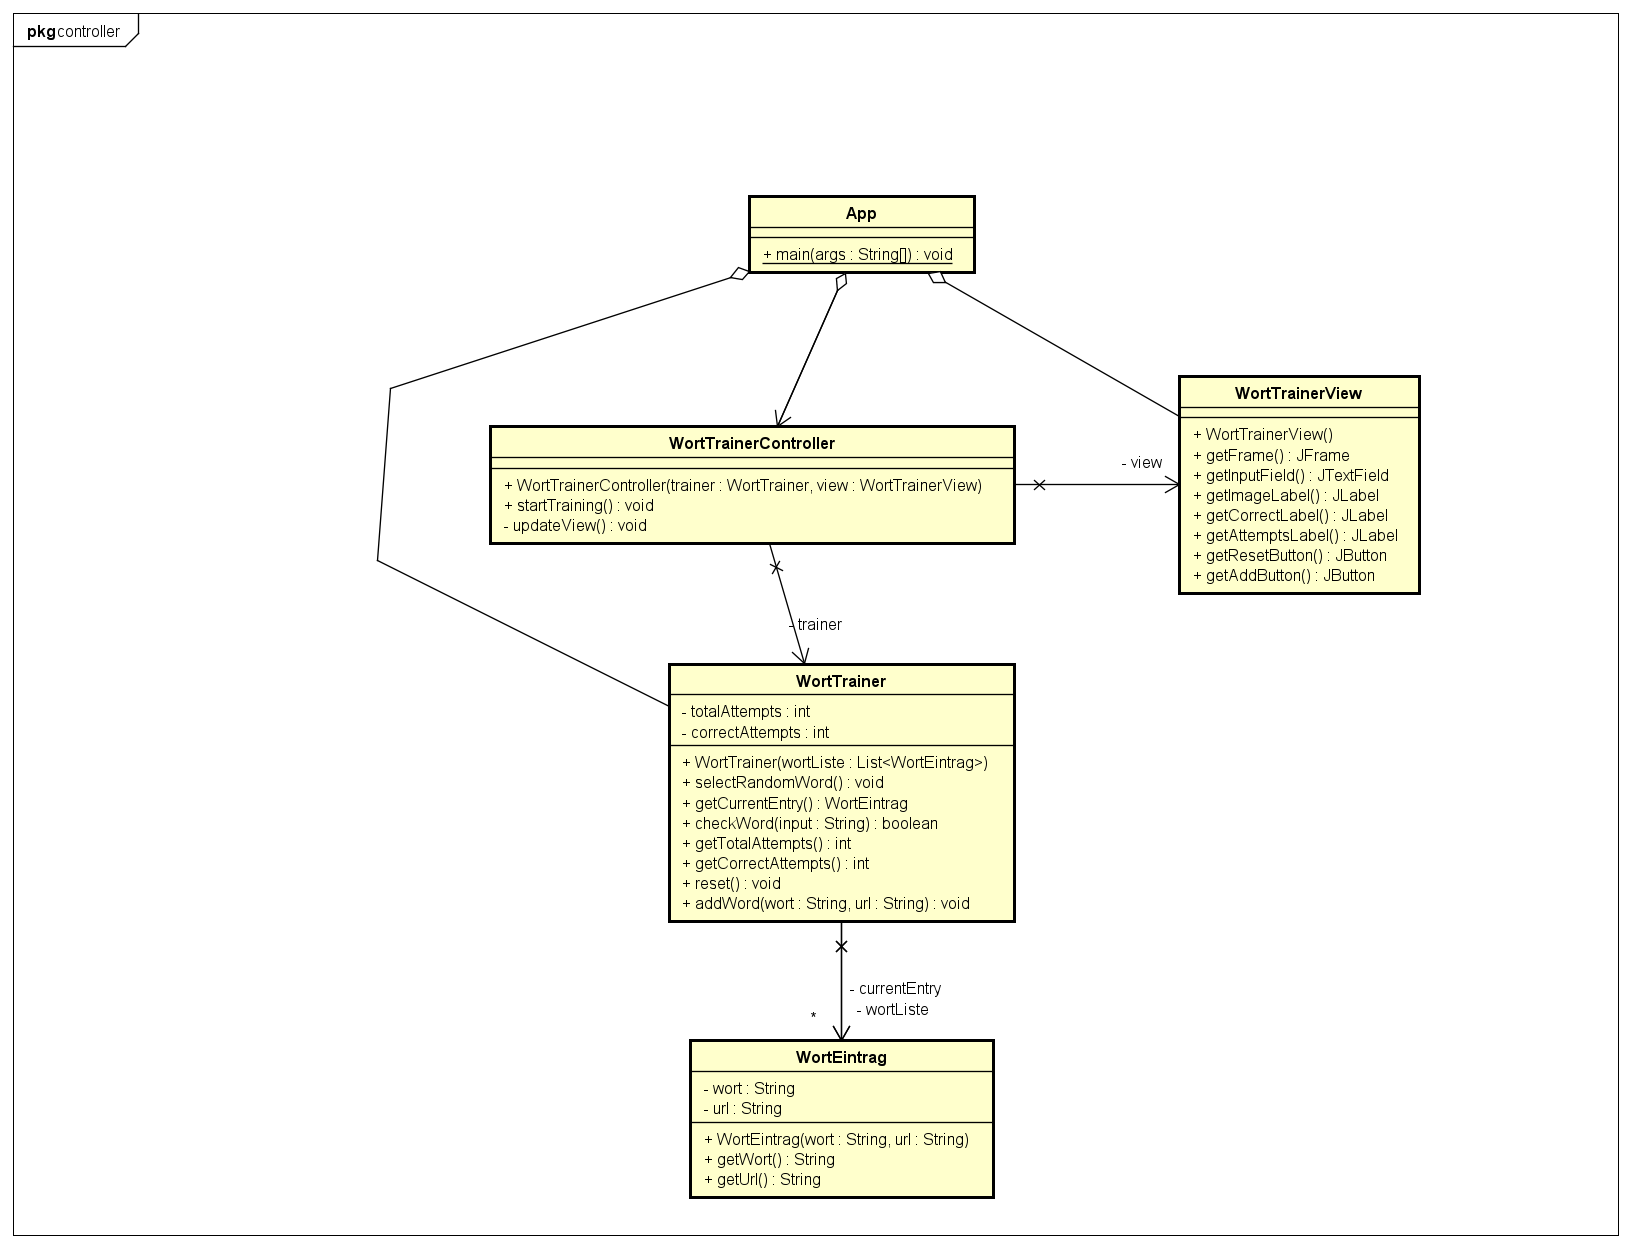 pkg controller
App
+ main(args : String[]) : void
WortTrainerView
+ WortTrainerView()
+ getFrame() : JFrame
+ getInputField() : JTextField
+ getImageLabel() : JLabel
+ getCorrectLabel() : JLabel
+ getAttemptsLabel() : JLabel
+ getResetButton() : JButton
+ getAddButton() : JButton
WortTrainerController
+ WortTrainerController(trainer : WortTrainer, view : WortTrainerView)
+ startTraining() : void
- updateView() : void
- view
- trainer
WortTrainer
- totalAttempts : int
- correctAttempts : int
+ WortTrainer(wortListe : List<WortEintrag>)
+ selectRandomWord() : void
+ getCurrentEntry() : WortEintrag
+ checkWord(input : String) : boolean
+ getTotalAttempts() : int
+ getCorrectAttempts() : int
+ reset() : void
+ addWord(wort : String, url : String) : void
- currentEntry
- wortListe
*
WortEintrag
- wort : String
- url : String
+ WortEintrag(wort : String, url : String)
+ getWort() : String
+ getUrl() : String